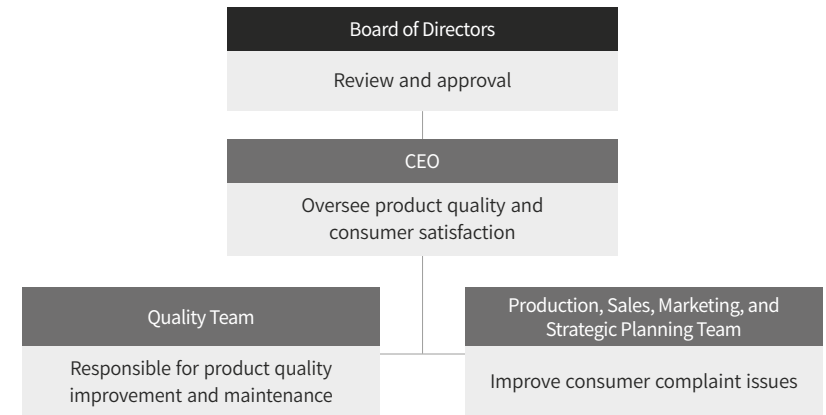 Board of Directors
Review and approval
CEO
Oversee product quality and
consumer satisfaction
Quality Team
Responsible for product quality
improvement and maintenance
Production, Sales, Marketing, and
Strategic Planning Team
Improve consumer complaint issues